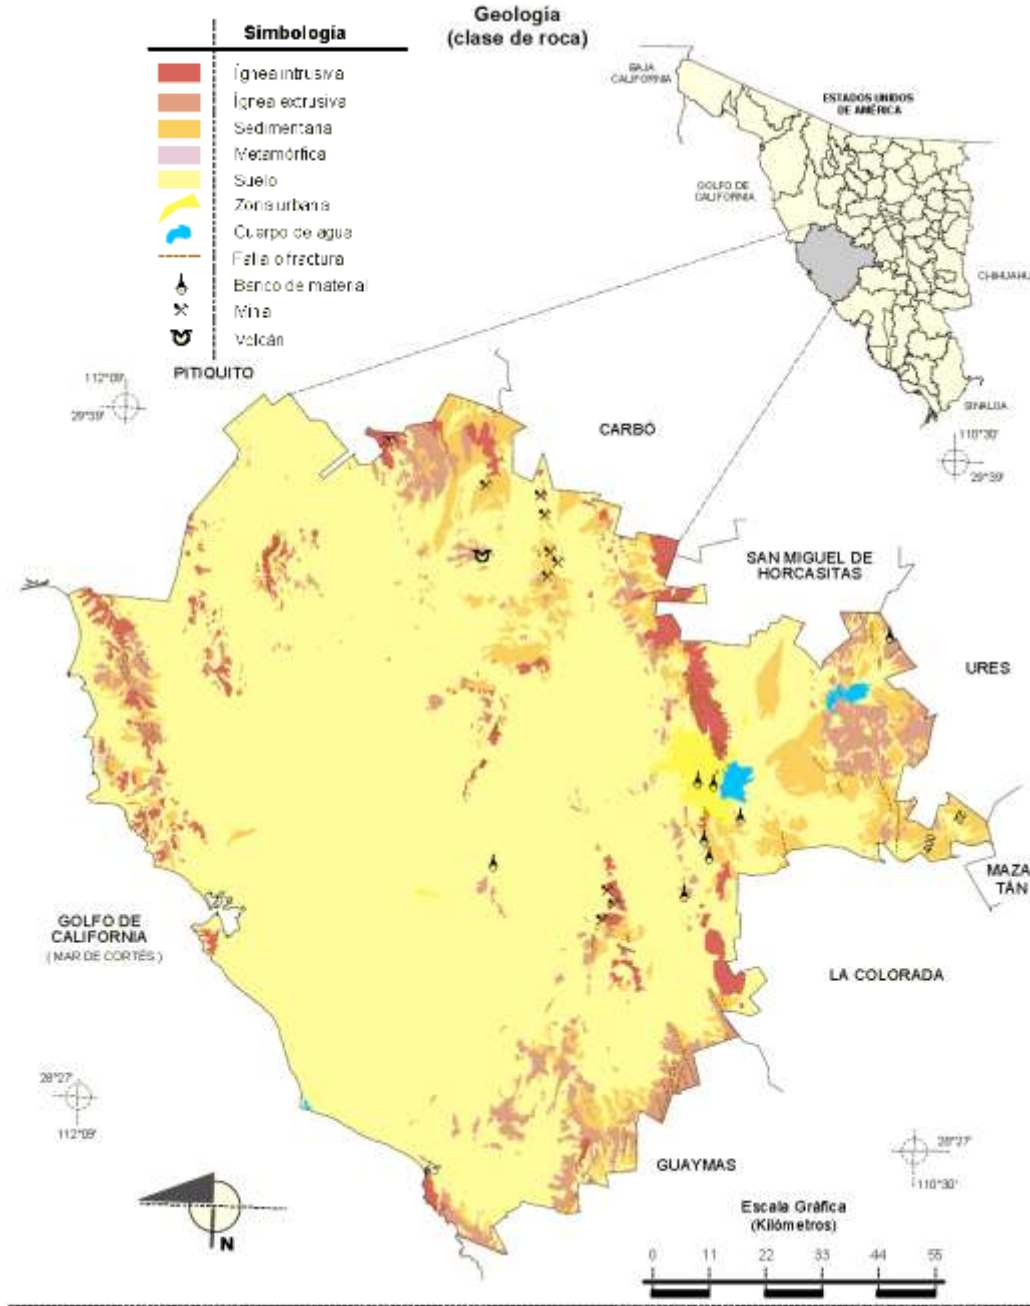 Geología
(clase de roca)
Simbología
Ígnea intrusiva
Ígnea extrusiva
Sedimentaria
Metamórfica
Suelo
Zona urbana
Cuerpo de agua
Falla o fractura
Banco de material
Mina
Volcán
BAJA
CALIFORNIA
ESTADOS UNIDOS
DE AMÉRICA
GOLFO DE
CALIFORNIA
CHIHUAHU
SINALOA
110°30'
29°39'
PITIQUITO
112°09'
29°39'
CARBÓ
SAN MIGUEL DE
HORCASITAS
URES
MAZA
TÁN
LA COLORADA
GOLFO DE
CALIFORNIA
( MAR DE CORTÉS )
28°27'
112°09'
GUAYMAS
28°27'
110°30'
N
Escala Gráfica
(Kilómetros)
0 11 22 33 44 55